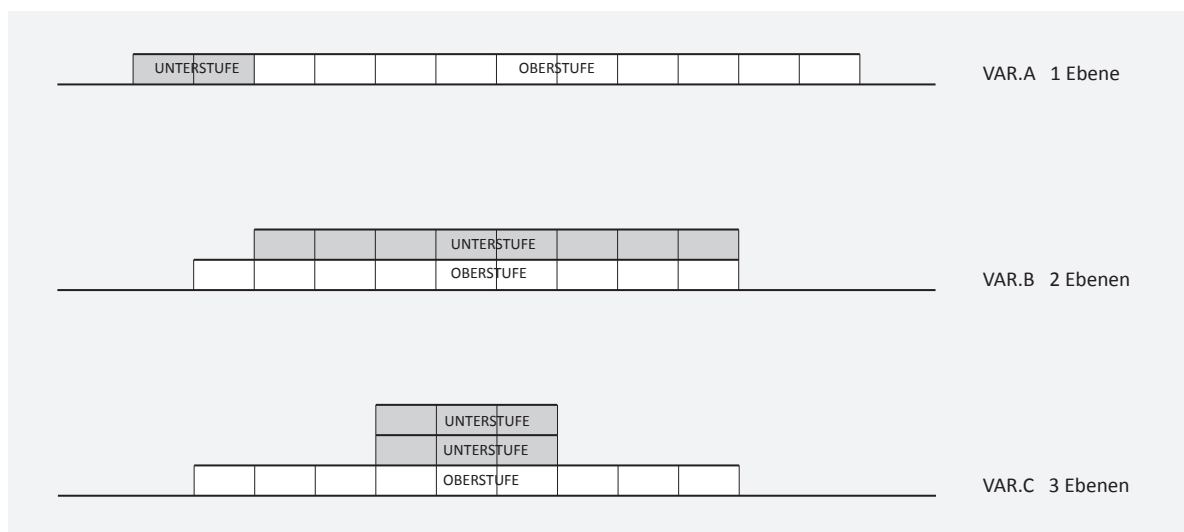 UNTERSTUFE OBERSTUFE
VAR.A 1 Ebene
UNTERSTUFE
OBERSTUFE
VAR.B 2 Ebenen
UNTERSTUFE
UNTERSTUFE
OBERSTUFE
VAR.C 3 Ebenen